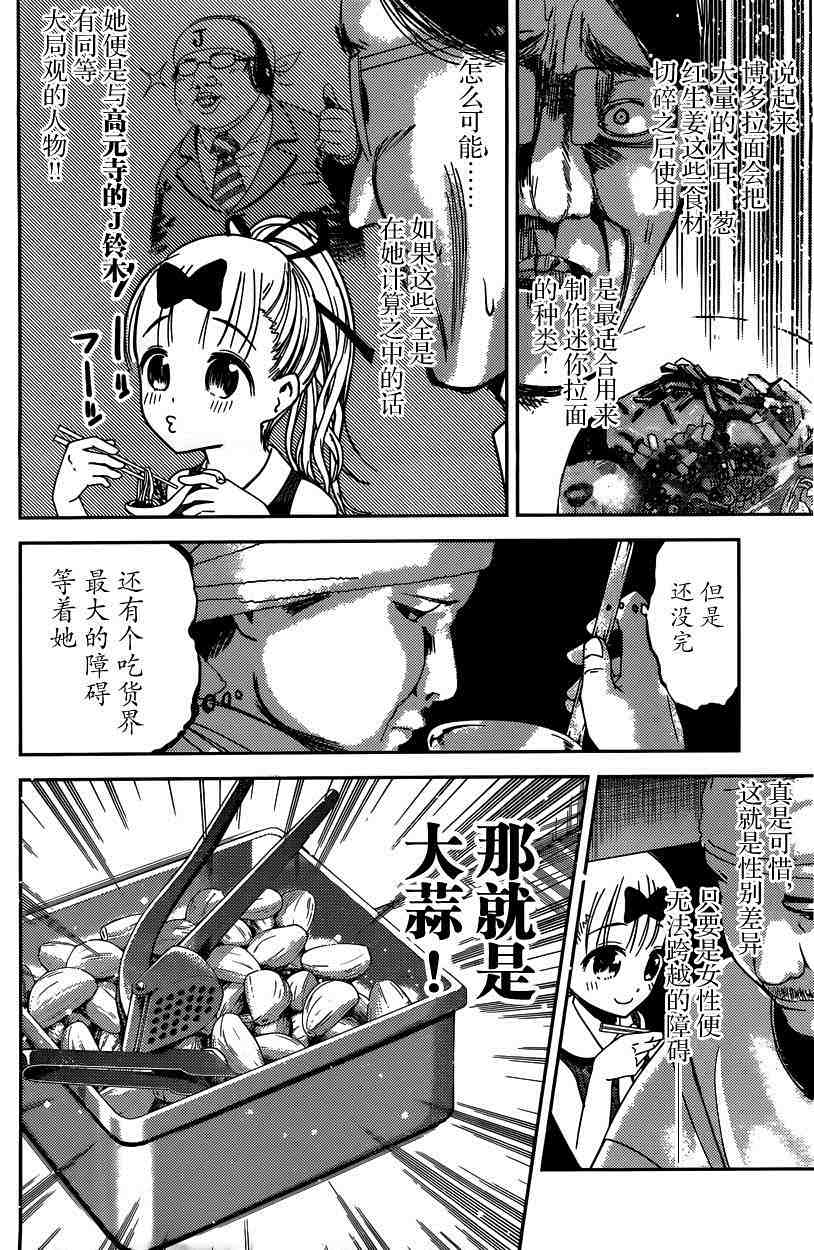 说起来
博多拉面会把
大量的木耳、葱、
红生姜这些食材
切碎之后使用
是最适合用来
制作迷你拉面
的种类！
怎么可能……
如果这些全是
在她计算之中的话
J
她便是与高元寺的J铃木
有同等
大局观的人物!!
フーッ
フーッ
但是
还没完
还有个吃货界
最大的障碍
等着她
真是可惜，
这就是性别差异
只要是女性便
无法跨越的障碍
那就是
大蒜！